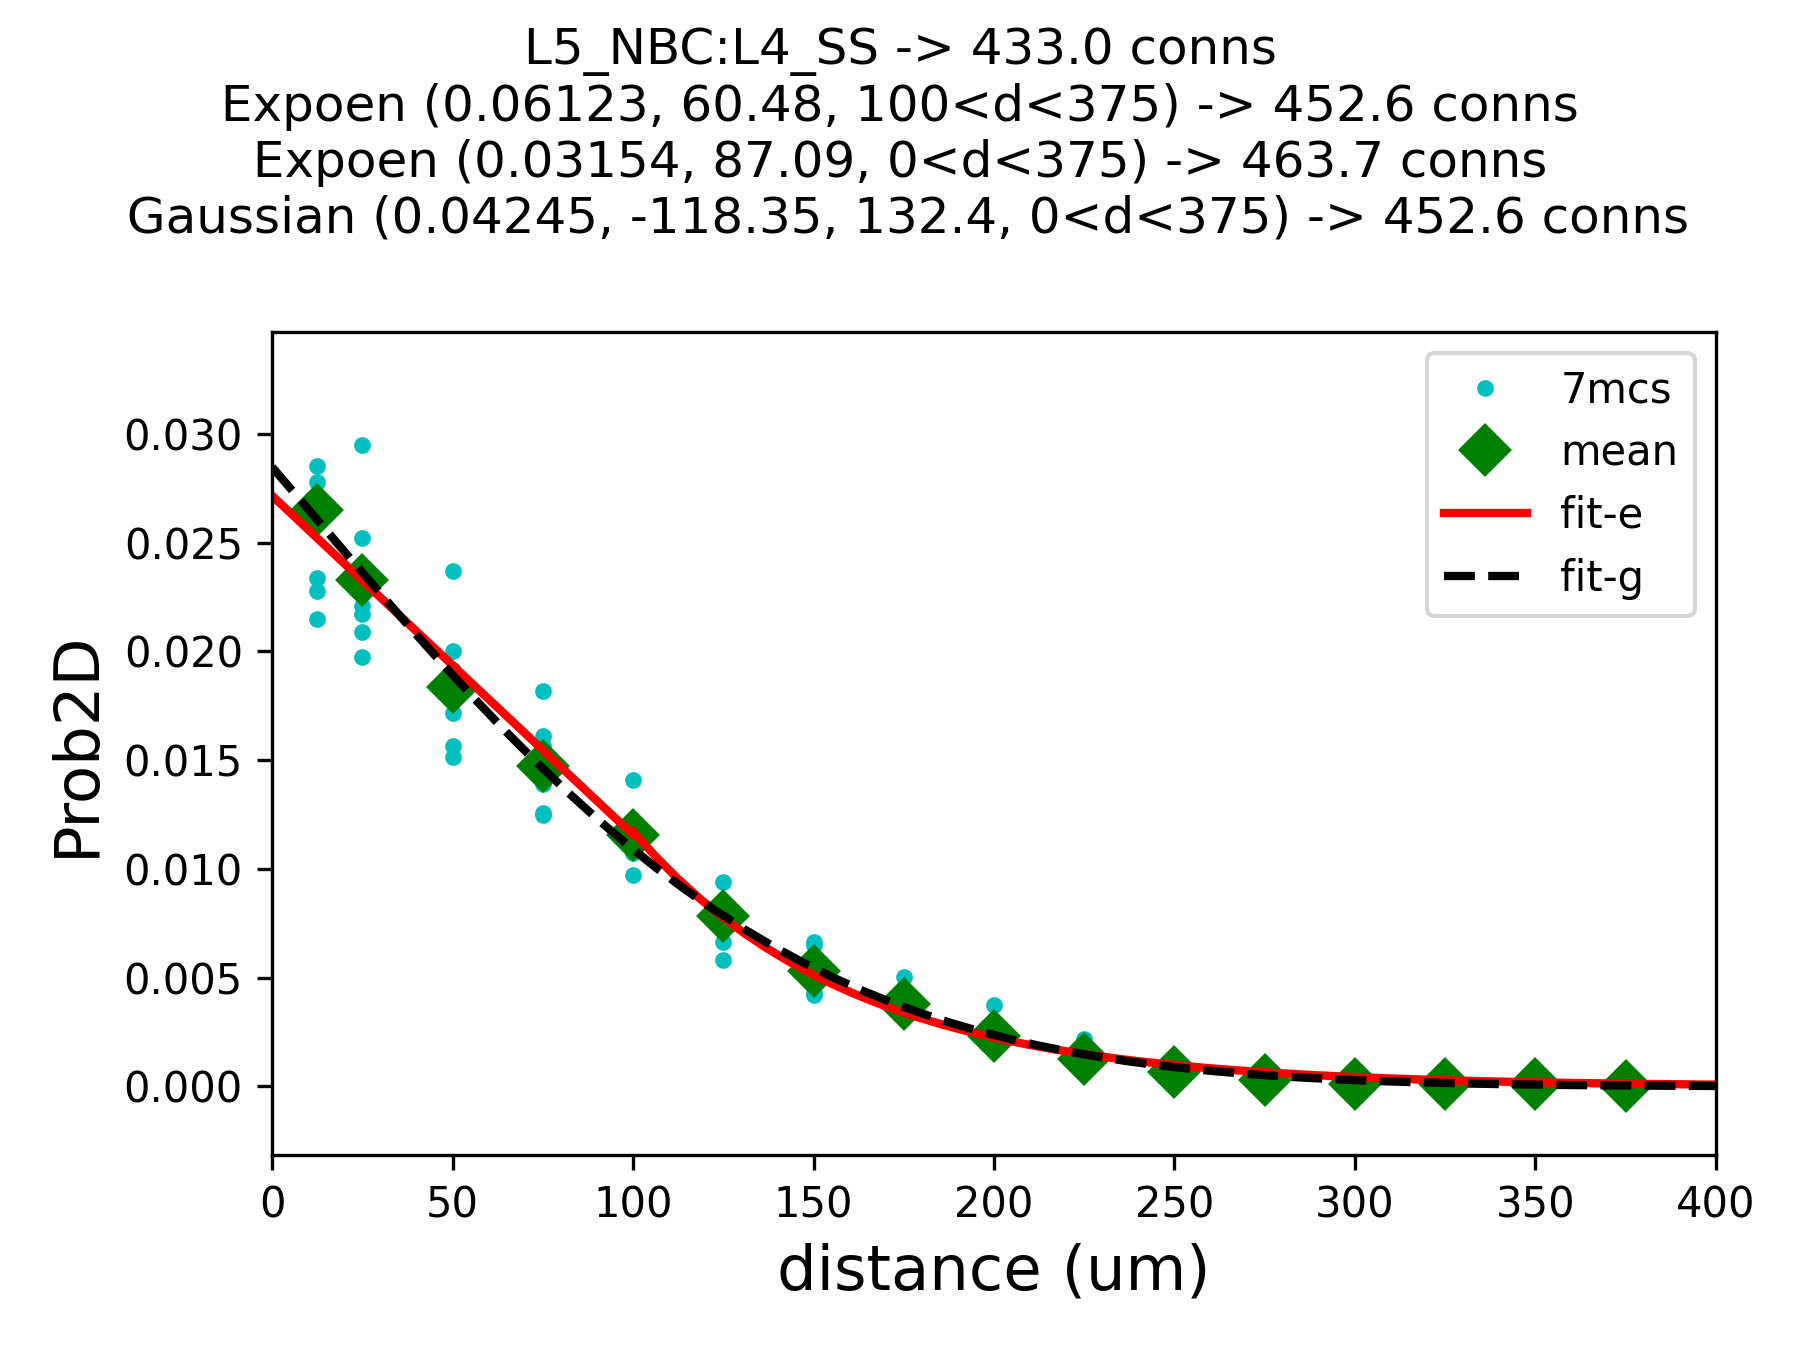 L5_NBC:L4_SS -> 433.0 conns
Expoen (0.06123, 60.48, 100<d<375) -> 452.6 conns
Expoen (0.03154, 87.09, 0<d<375) -> 463.7 conns
Gaussian (0.04245, -118.35, 132.4, 0<d<375) -> 452.6 conns
7mcs
mean
fit-e
fit-g
Prob2D
0.030
0.025
0.020
0.015
0.010
0.005
0.000
0 50 100 150 200 250 300 350 400
distance (um)